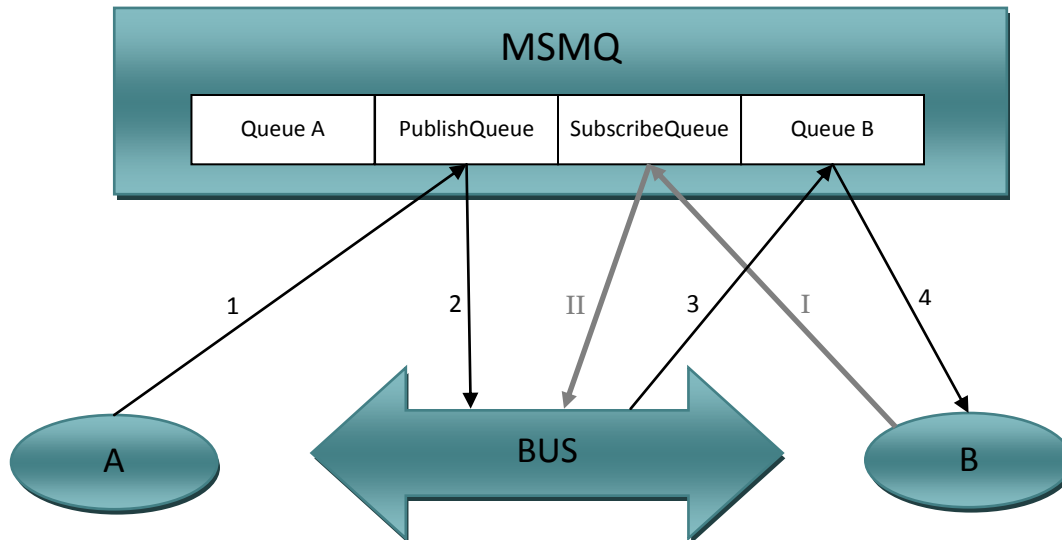 MSMQ
Queue A
PublishQueue
SubscribeQueue
Queue B
1
2
II
3
I
4
A
BUS
B